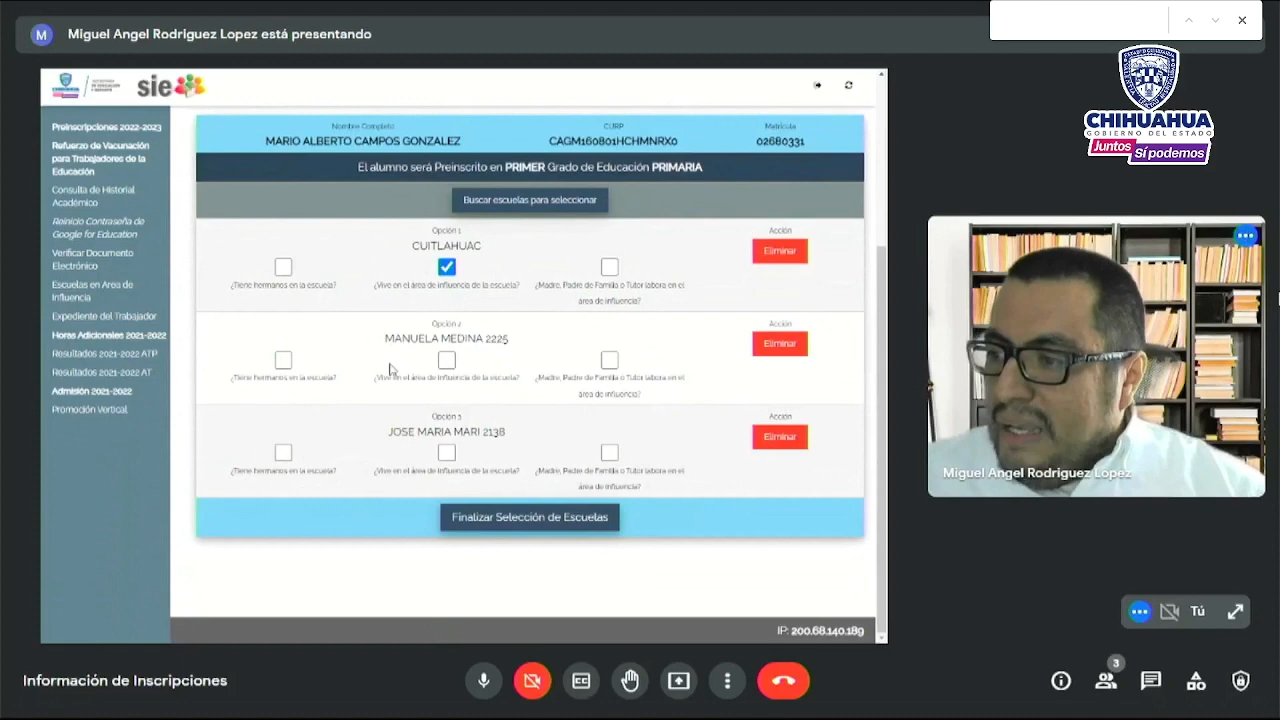 M
Miguel Angel Rodriguez Lopez está presentando
CHIHUAHUA
GOBIERNO DEL ESTADO
Juntos
Sí podemos
CHIHUAHUA
sie
Preinscripciones 2022-2023
Refuerzo de Vacunación
para Trabajadores de la
Educación
Consulta de Historial
Académico
Reinicio Contraseña de
Google for Education
Verificar Documento
Electrónico
Escuelas en Area de
Influencia
Expediente del Trabajador
Horas Adicionales 2021-2022
Resultados 2021-2022 ATP
Resultados 2021-2022 AT
Admisión 2021-2022
Promoción Vertical
Nombre Completo
CURP
Matrícula
MARIO ALBERTO CAMPOS GONZALEZ
CAGM160801HCHMNRX0
02680331
El alumno será Preinscrito en PRIMER Grado de Educación PRIMARIA
Buscar escuelas para seleccionar
Opción 1
Acción
CUITLAHUAC
Eliminar
¿Tiene hermanos en la escuela?
¿Vive en el área de influencia de la escuela?
¿Madre, Padre de Familia o Tutor labora en el
área de influencia?
Opción 2
Acción
MANUELA MEDINA 2225
Eliminar
¿Tiene hermanos en la escuela?
¿Vive en el área de influencia de la escuela?
¿Madre, Padre de Familia o Tutor labora en el
área de influencia?
Opción 3
Acción
JOSE MARIA MARI 2138
Eliminar
¿Tiene hermanos en la escuela?
¿Vive en el área de influencia de la escuela?
¿Madre, Padre de Familia o Tutor labora en el
área de influencia?
Finalizar Selección de Escuelas
IP: 200.68.140.189
Miguel Angel Rodriguez Lopez
Tú
Información de Inscripciones
CC
3